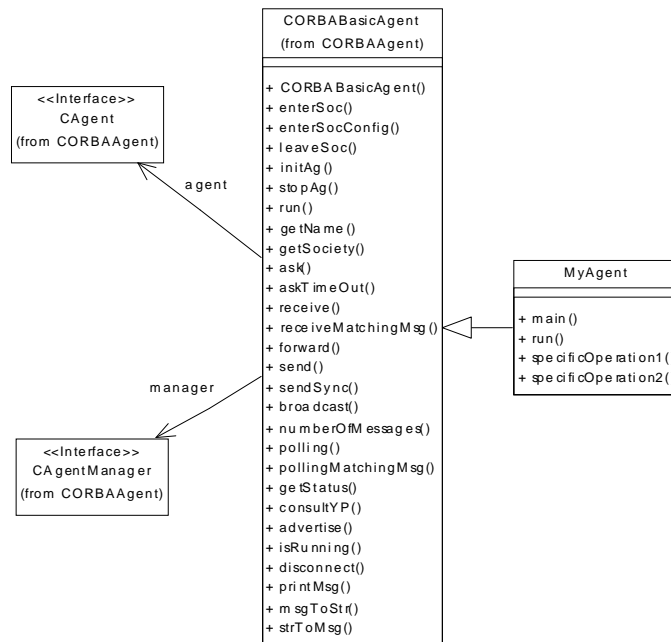 CORBABasicAgent
(from CORBAAgent)
+ CORBABasicAgent()
+ enterSoc()
+ enterSocConfig()
+ leaveSoc()
+ initAg()
+ stopAg()
+ run()
+ getName()
+ getSociety()
+ ask()
+ askTimeOut()
+ receive()
+ receiveMatchingMsg()
+ forward()
+ send()
+ sendSync()
+ broadcast()
+ numberOfMessages()
+ polling()
+ pollingMatchingMsg()
+ getStatus()
+ consultYP()
+ advertise()
+ isRunning()
+ disconnect()
+ printMsg()
+ msgToStr()
+ strToMsg()
<<Interface>>
CAgent
(from CORBAAgent)
agent
manager
<<Interface>>
CAgentManager
(from CORBAAgent)
MyAgent
+ main()
+ run()
+ specificOperation1(
+ specificOperation2(